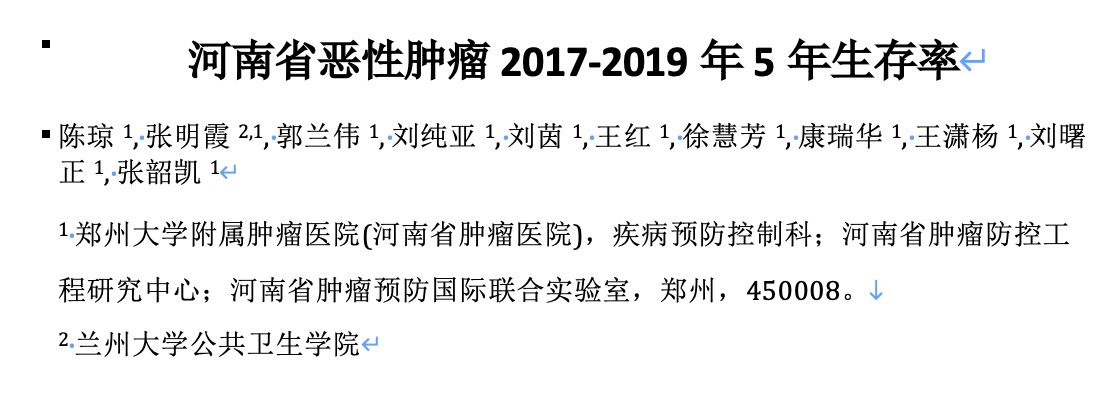 河南省恶性肿瘤 2017-2019 年 5 年生存率
陈琼 1, 张明霞 2,1, 郭兰伟 1, 刘纯亚 1, 刘茵 1, 王红 1, 徐慧芳 1, 康瑞华 1, 王潇杨 1, 刘曙
正 1, 张韶凯 1
1 郑州大学附属肿瘤医院(河南省肿瘤医院)，疾病预防控制科；河南省肿瘤防控工
程研究中心；河南省肿瘤预防国际联合实验室，郑州，450008。
2 兰州大学公共卫生学院